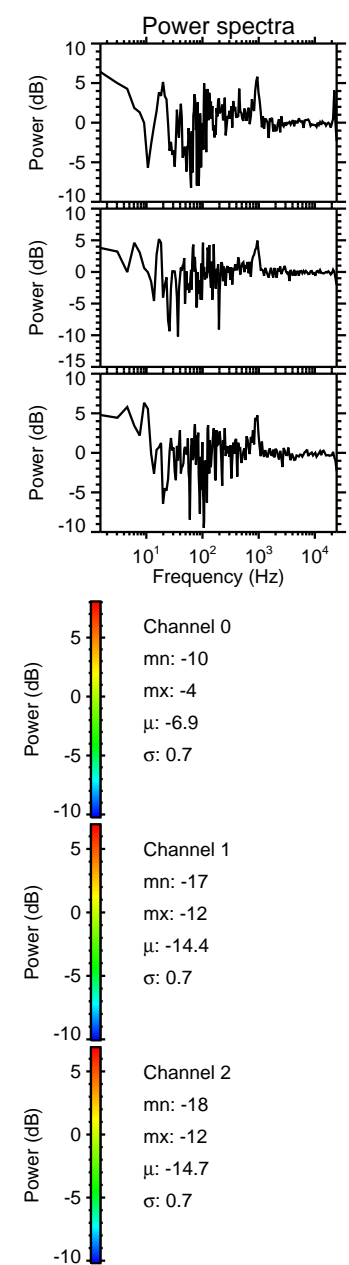 Power spectra
10
5
0
-5
-10
Power (dB)
10
5
0
-5
-10
-15
Power (dB)
10
5
0
-5
-10
Power (dB)
10¹ 10² 10³ 10⁴
Frequency (Hz)
5
0
-5
-10
Power (dB)
Channel 0
mn: -10
mx: -4
μ: -6.9
σ: 0.7
5
0
-5
-10
Power (dB)
Channel 1
mn: -17
mx: -12
μ: -14.4
σ: 0.7
5
0
-5
-10
Power (dB)
Channel 2
mn: -18
mx: -12
μ: -14.7
σ: 0.7